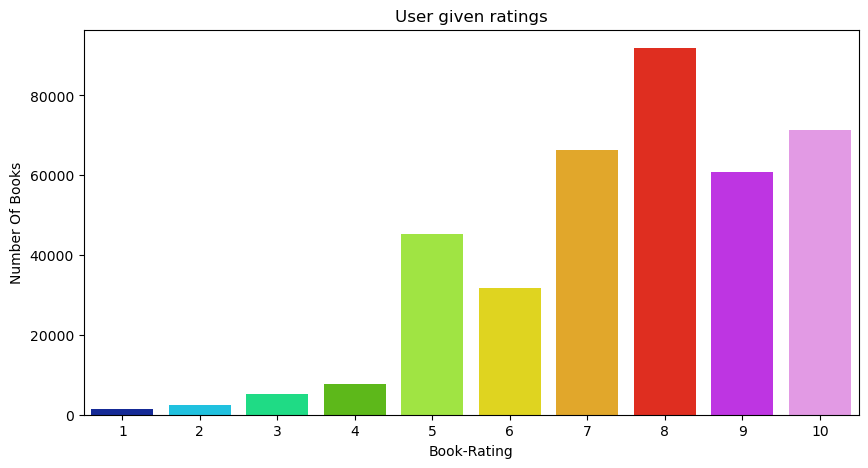 User given ratings
80000
60000
40000
20000
0
Number Of Books
1 2 3 4 5 6 7 8 9 10
Book-Rating